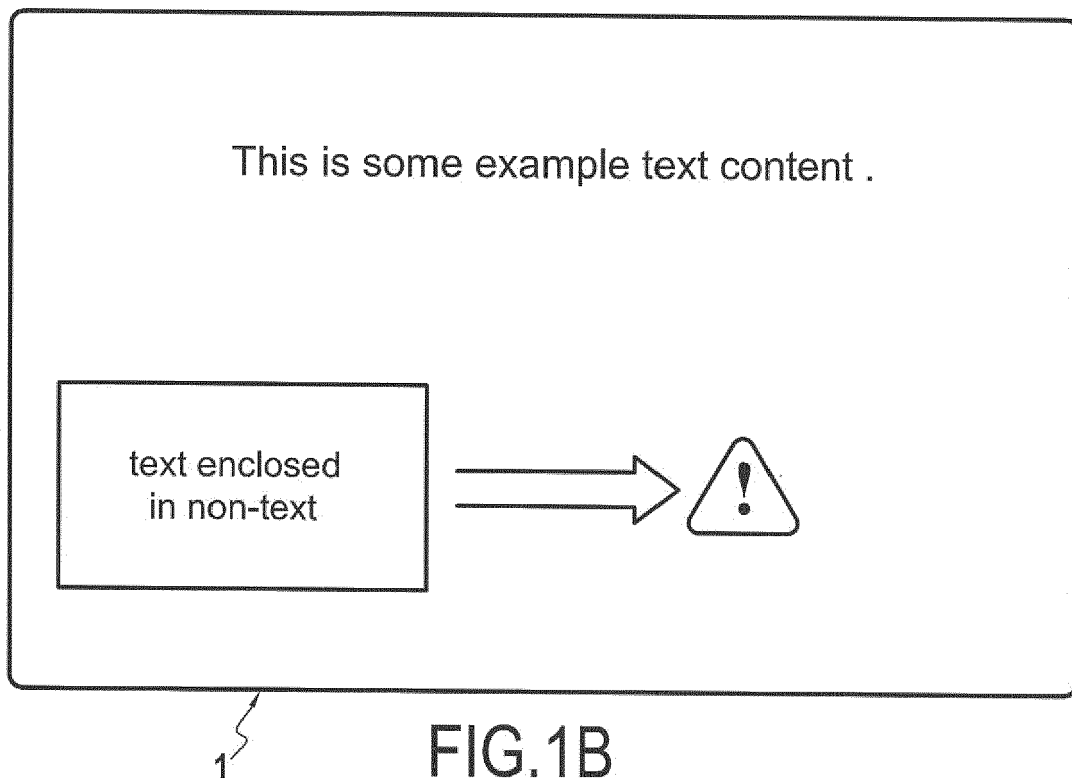 This is some example text content .
text enclosed
in non-text
!
1
FIG.1B